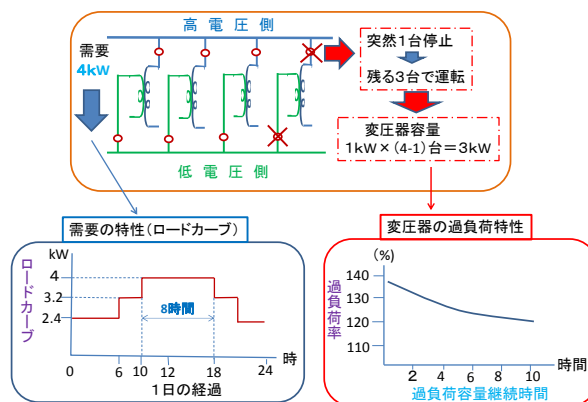 高電圧側
需要
4kW
突然1台停止
残る3台で運転
変圧器容量
1kW×(4-1)台=3kW
低電圧側
需要の特性(ロードカーブ)
kW
ロードカーブ
4
3.2
2.4
8時間
0
6
10
12
18
24
時
1日の経過
変圧器の過負荷特性
(%)
過負荷率
140
130
120
110
2
4
6
8
10
時間
過負荷容量継続時間